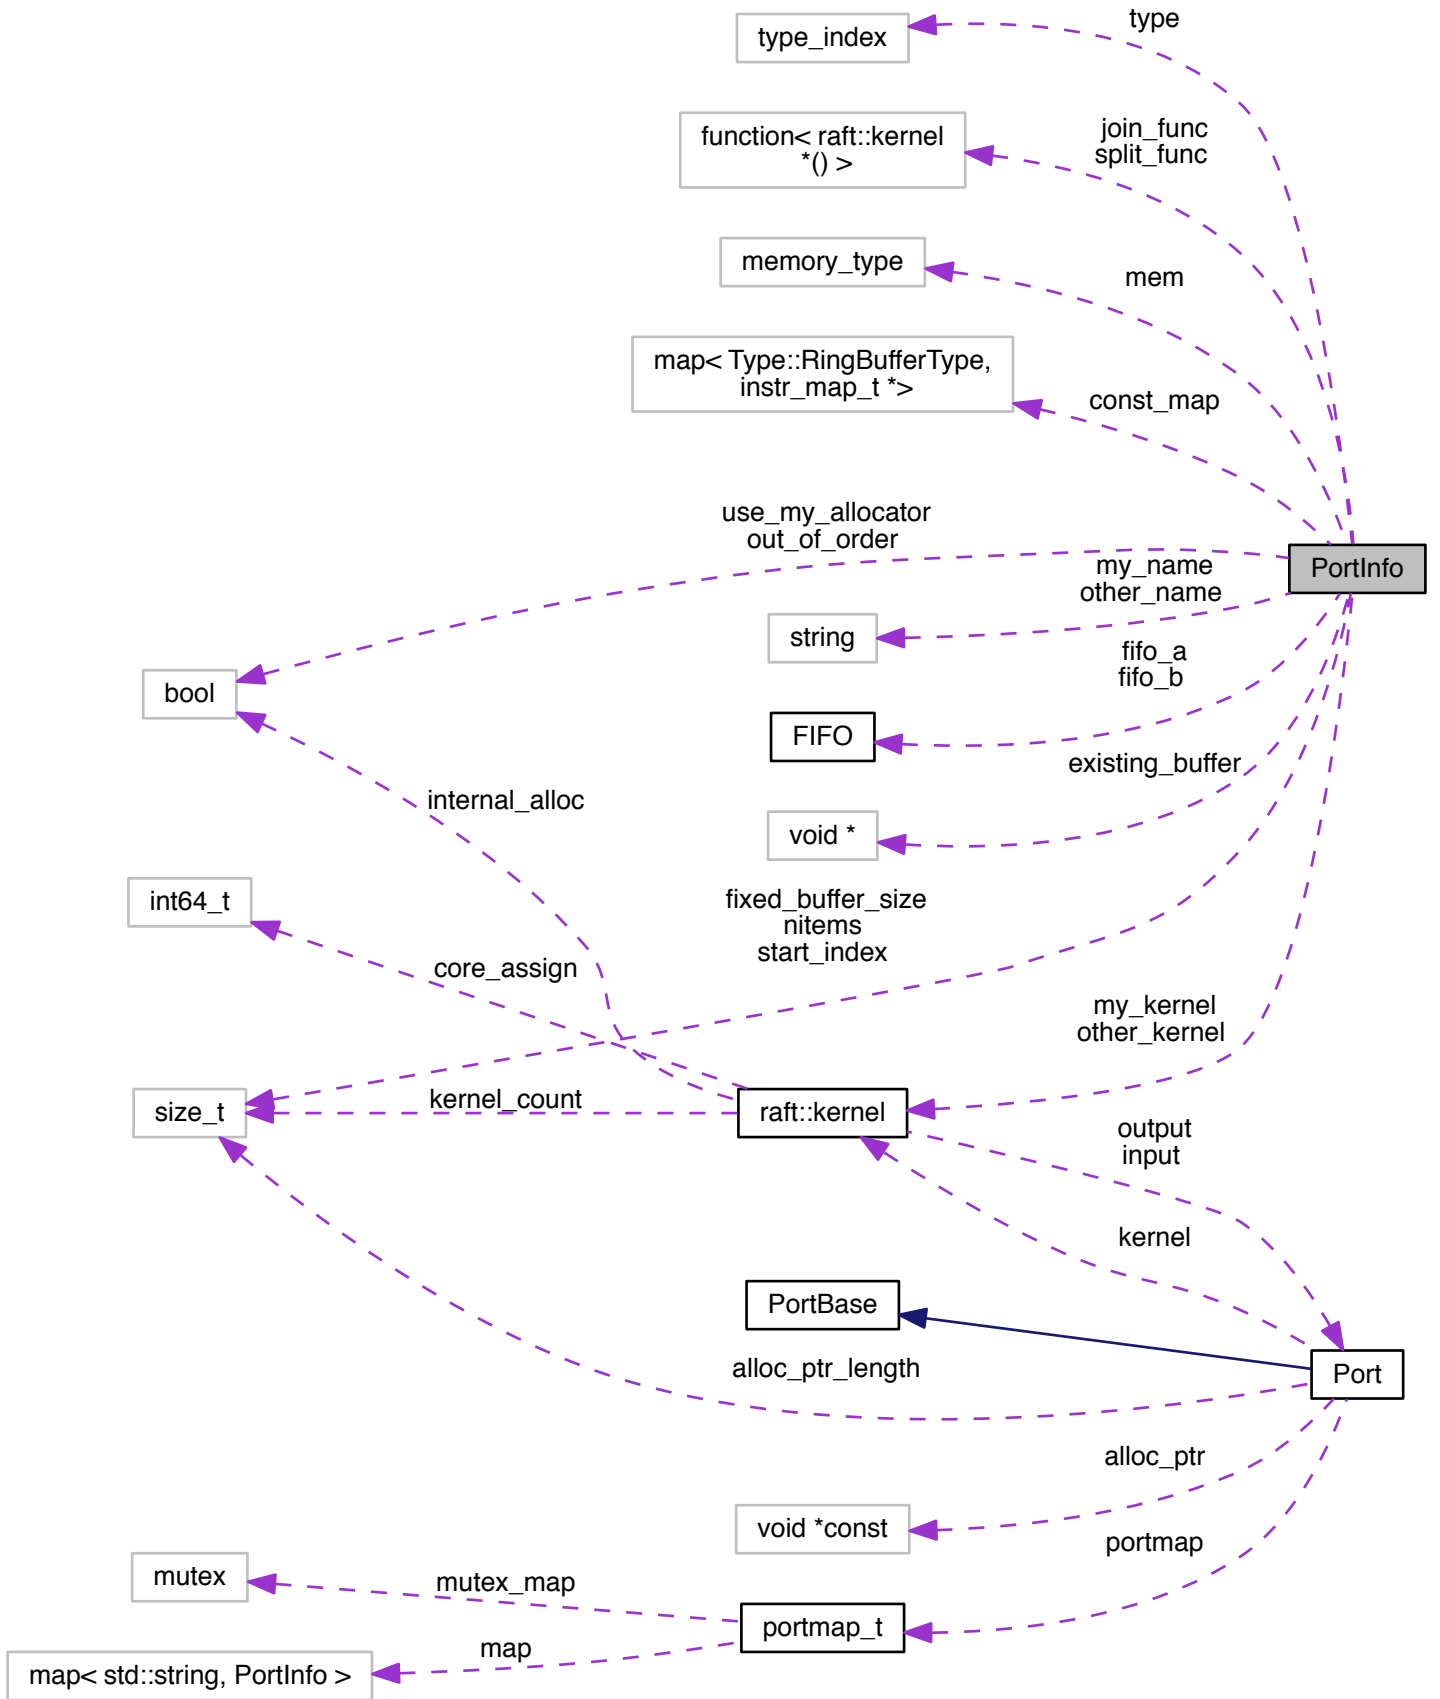 type
type_index
join_func
split_func
function< raft::kernel
*() >
memory_type
mem
map< Type::RingBufferType,
instr_map_t *>
const_map
use_my_allocator
out_of_order
PortInfo
my_name
other_name
string
fifo_a
fifo_b
bool
FIFO
existing_buffer
internal_alloc
void *
int64_t
fixed_buffer_size
nitems
start_index
core_assign
my_kernel
other_kernel
size_t
kernel_count
raft::kernel
output
input
kernel
PortBase
alloc_ptr_length
Port
alloc_ptr
void *const
portmap
mutex
mutex_map
portmap_t
map
map< std::string, PortInfo >